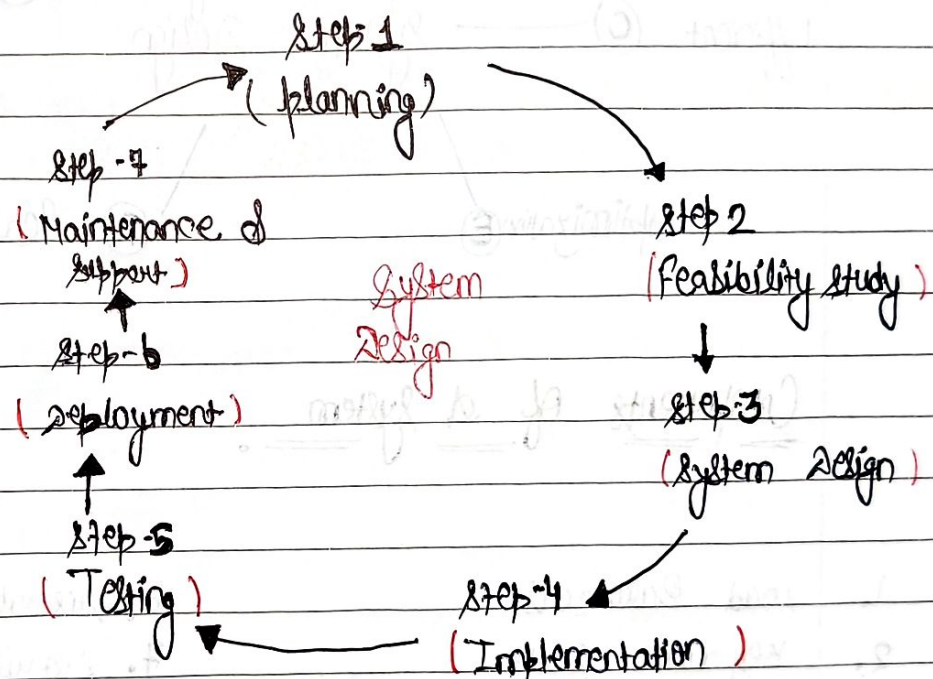 Step-1
(planning)
Step-7
(Maintenance &
support)
Step-2
(Feasibility study)
System
Design
Step-6
(Deployment)
Step-3
(System Design)
Step-5
(Testing)
Step-4
(Implementation)